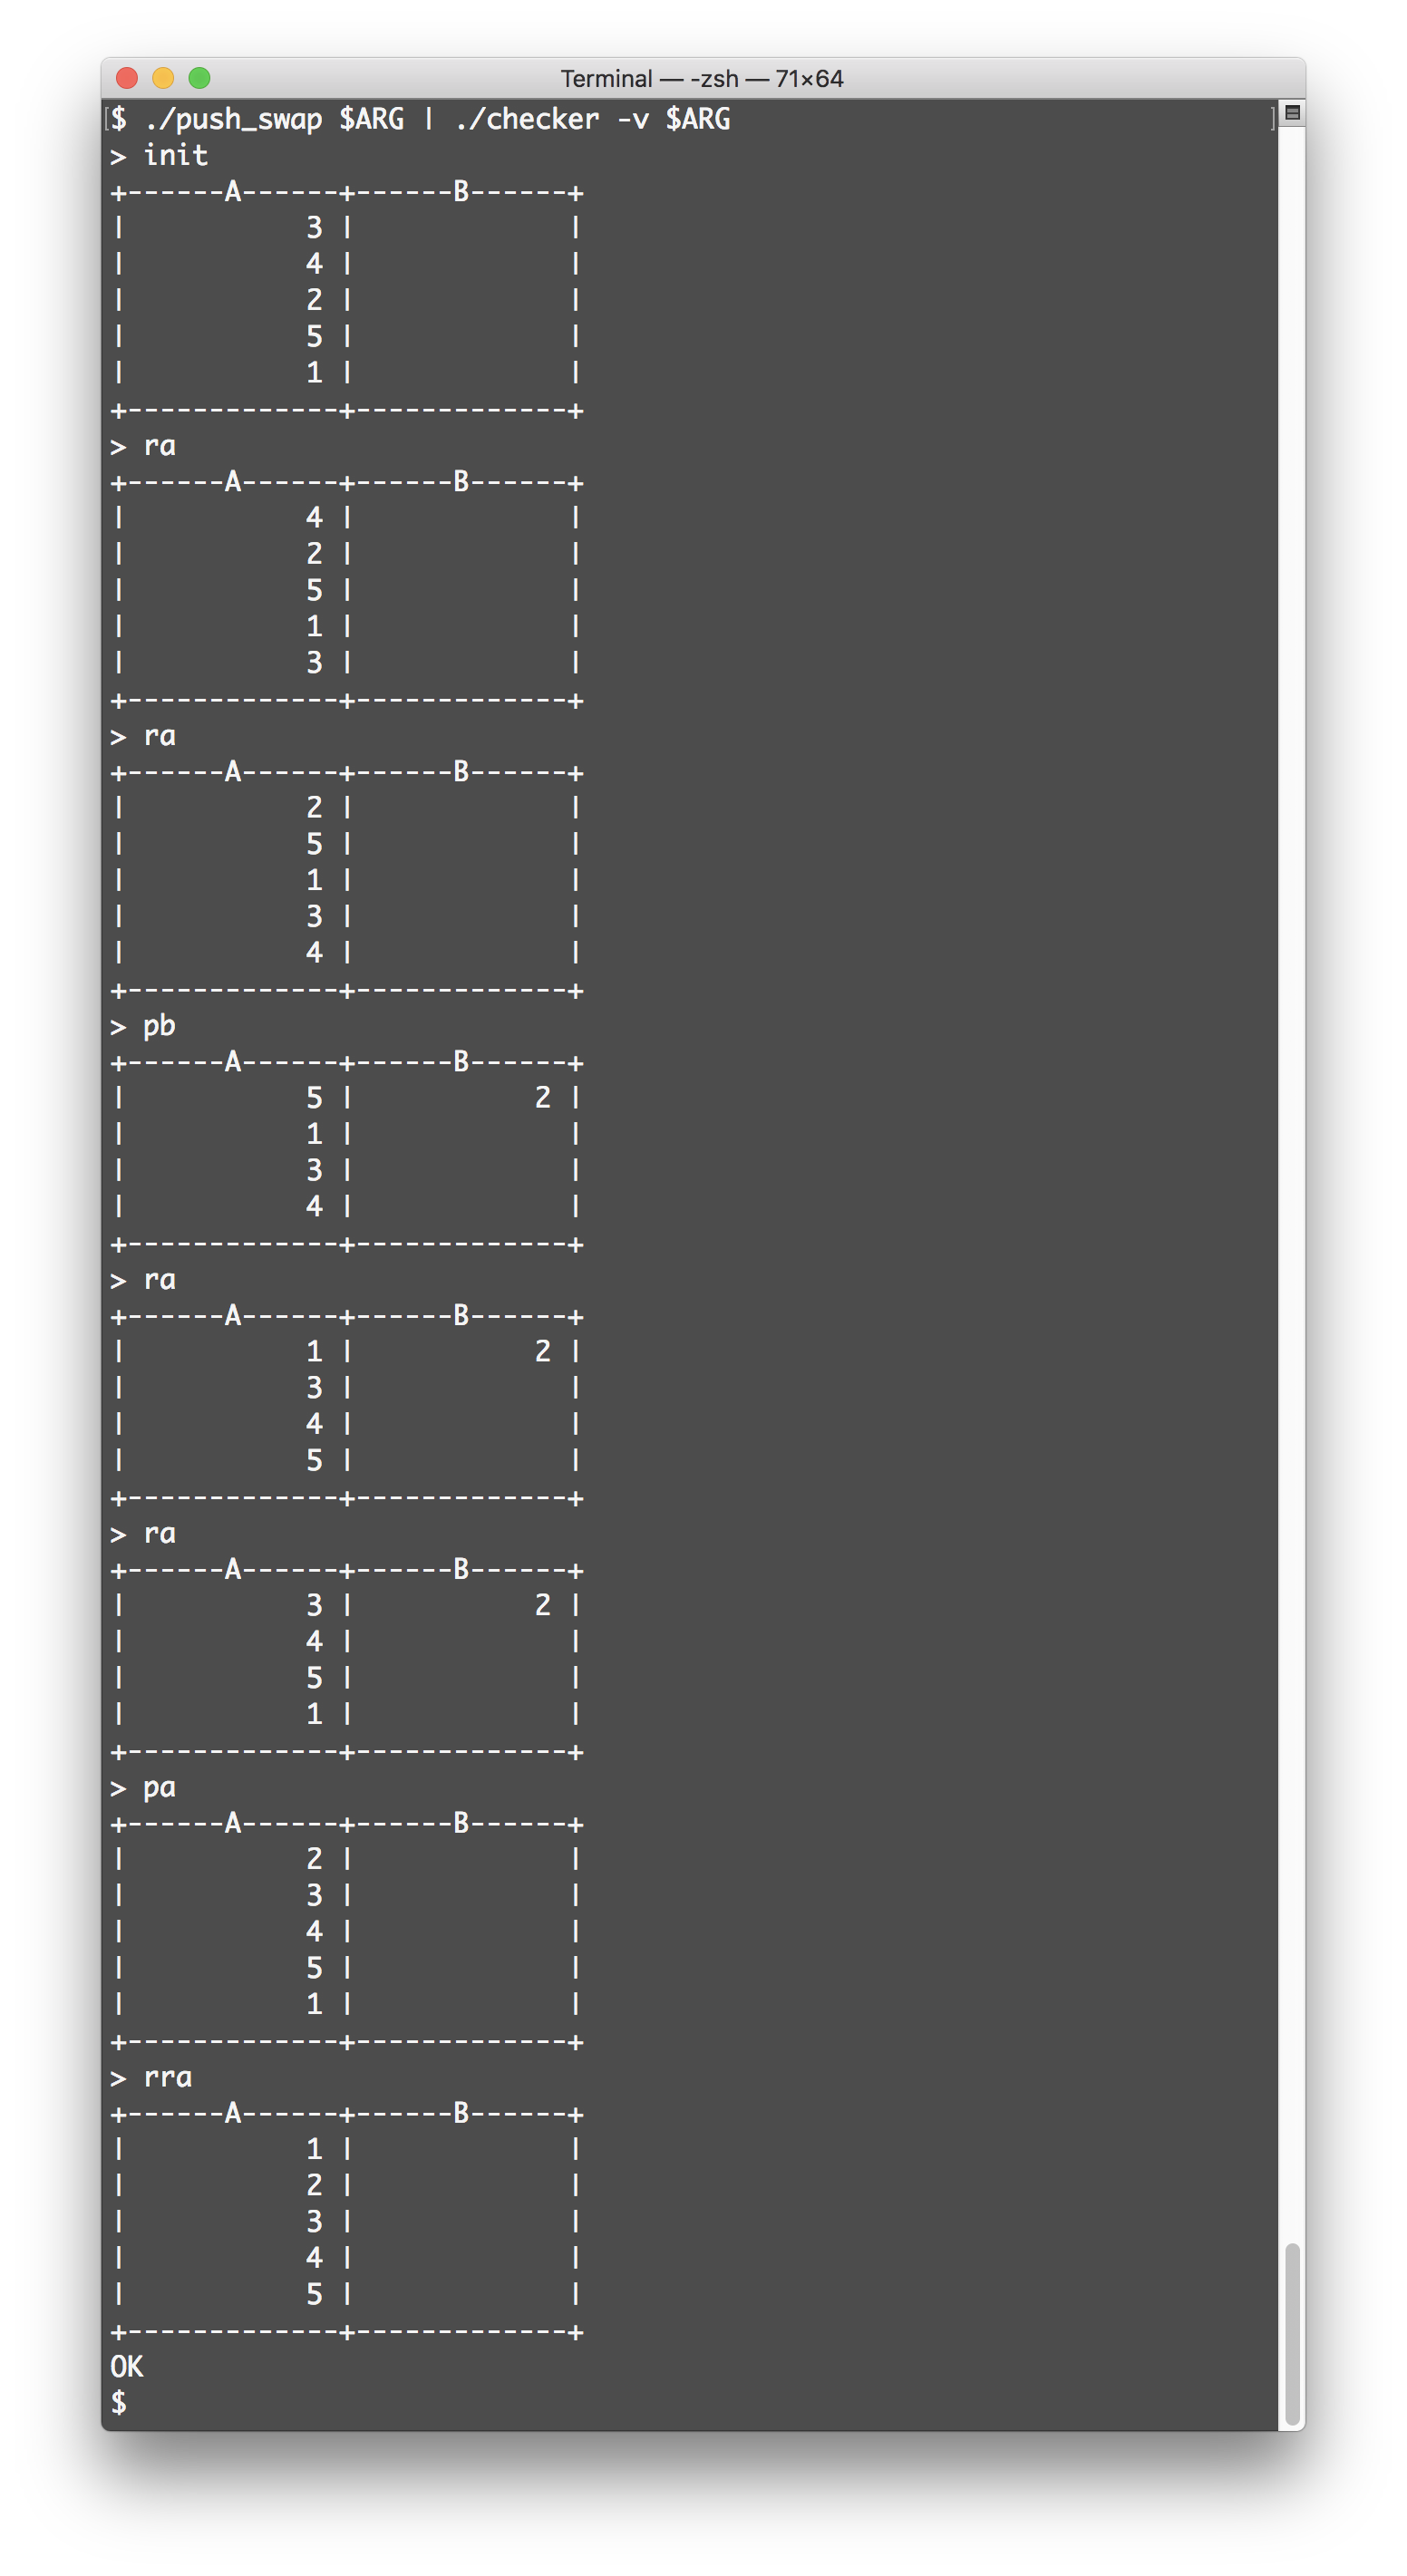 Terminal — -zsh — 71×64
$ ./push_swap $ARG | ./checker -v $ARG
> init
+------A------+------B------+
|           3 |             |
|           4 |             |
|           2 |             |
|           5 |             |
|           1 |             |
+-------------+-------------+
> ra
+------A------+------B------+
|           4 |             |
|           2 |             |
|           5 |             |
|           1 |             |
|           3 |             |
+-------------+-------------+
> ra
+------A------+------B------+
|           2 |             |
|           5 |             |
|           1 |             |
|           3 |             |
|           4 |             |
+-------------+-------------+
> pb
+------A------+------B------+
|           5 |           2 |
|           1 |             |
|           3 |             |
|           4 |             |
+-------------+-------------+
> ra
+------A------+------B------+
|           1 |           2 |
|           3 |             |
|           4 |             |
|           5 |             |
+-------------+-------------+
> ra
+------A------+------B------+
|           3 |           2 |
|           4 |             |
|           5 |             |
|           1 |             |
+-------------+-------------+
> pa
+------A------+------B------+
|           2 |             |
|           3 |             |
|           4 |             |
|           5 |             |
|           1 |             |
+-------------+-------------+
> rra
+------A------+------B------+
|           1 |             |
|           2 |             |
|           3 |             |
|           4 |             |
|           5 |             |
+-------------+-------------+
OK
$